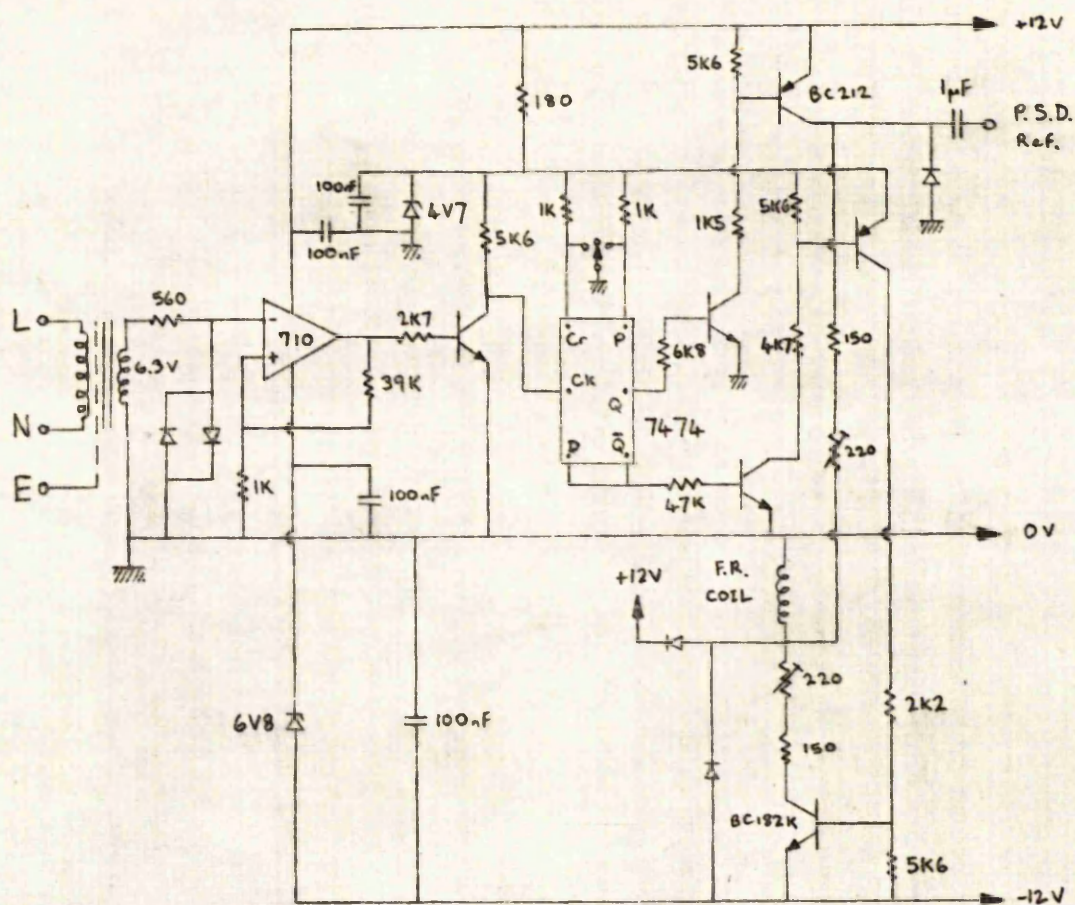 +12V
5K6
BC212
1µF
P.S.D.
Ref.
180
100nF
4V7
100nF
5K6
1K
1K
1K5
5K6
L
560
6.3V
-
710
+
2K7
39K
Cr
P
6K8
4K7
150
Ck
Q
7474
N
D
Q̄
220
E
1K
100nF
47K
0V
+12V
F.R.
COIL
220
2K2
6V8
100nF
150
BC182K
5K6
-12V